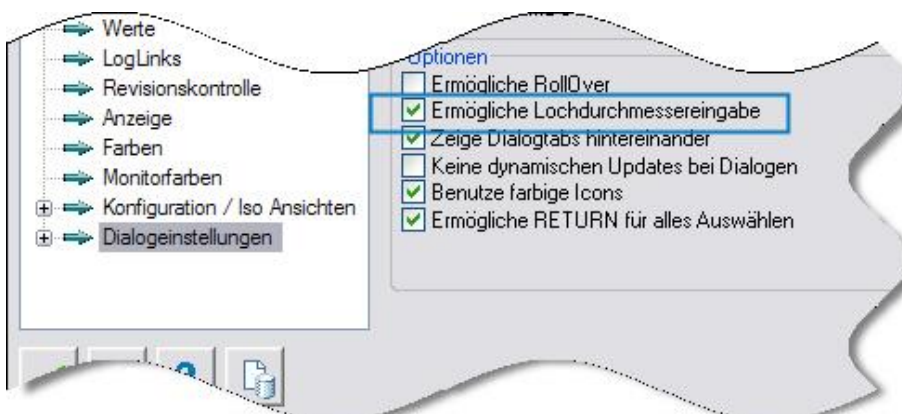 Werte
LogLinks
Revisionskontrolle
Anzeige
Farben
Monitorfarben
Konfiguration / Iso Ansichten
Dialogeinstellungen
Optionen
Ermögliche RollOver
Ermögliche Lochdurchmessereingabe
Zeige Dialogtabs hintereinander
Keine dynamischen Updates bei Dialogen
Benutze farbige Icons
Ermögliche RETURN für alles Auswählen